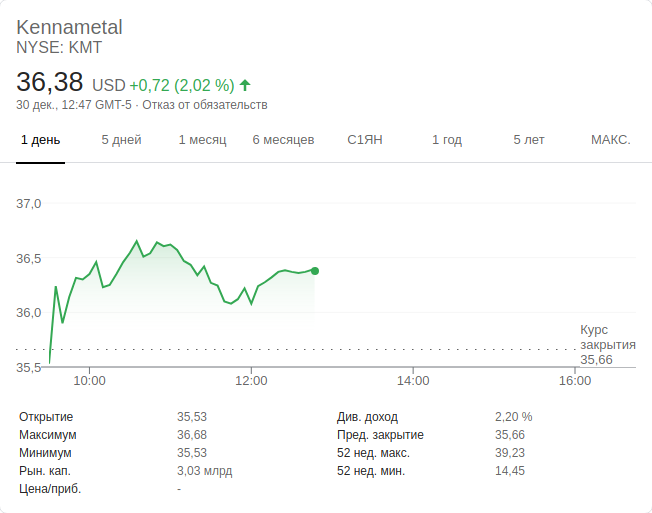 Kennametal
NYSE: KMT
36,38 USD +0,72 (2,02 %)
30 дек., 12:47 GMT-5 · Отказ от обязательств
1 день 5 дней 1 месяц 6 месяцев С1ЯН 1 год 5 лет МАКС.
37,0
36,5
36,0
35,5
Курс
закрытия
35,66
10:00 12:00 14:00 16:00
Открытие 35,53 Див. доход 2,20 %
Максимум 36,68 Пред. закрытие 35,66
Минимум 35,53 52 нед. макс. 39,23
Рын. кап. 3,03 млрд 52 нед. мин. 14,45
Цена/приб. -